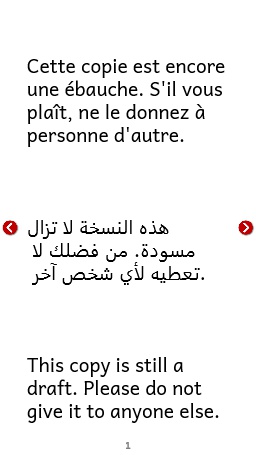 Cette copie est encore
une ébauche. S'il vous
plaît, ne le donnez à
personne d'autre.
هذه النسخة لا تزال
مسودة. من فضلك لا
تعطيه لأي شخص آخر.
This copy is still a
draft. Please do not
give it to anyone else.
1